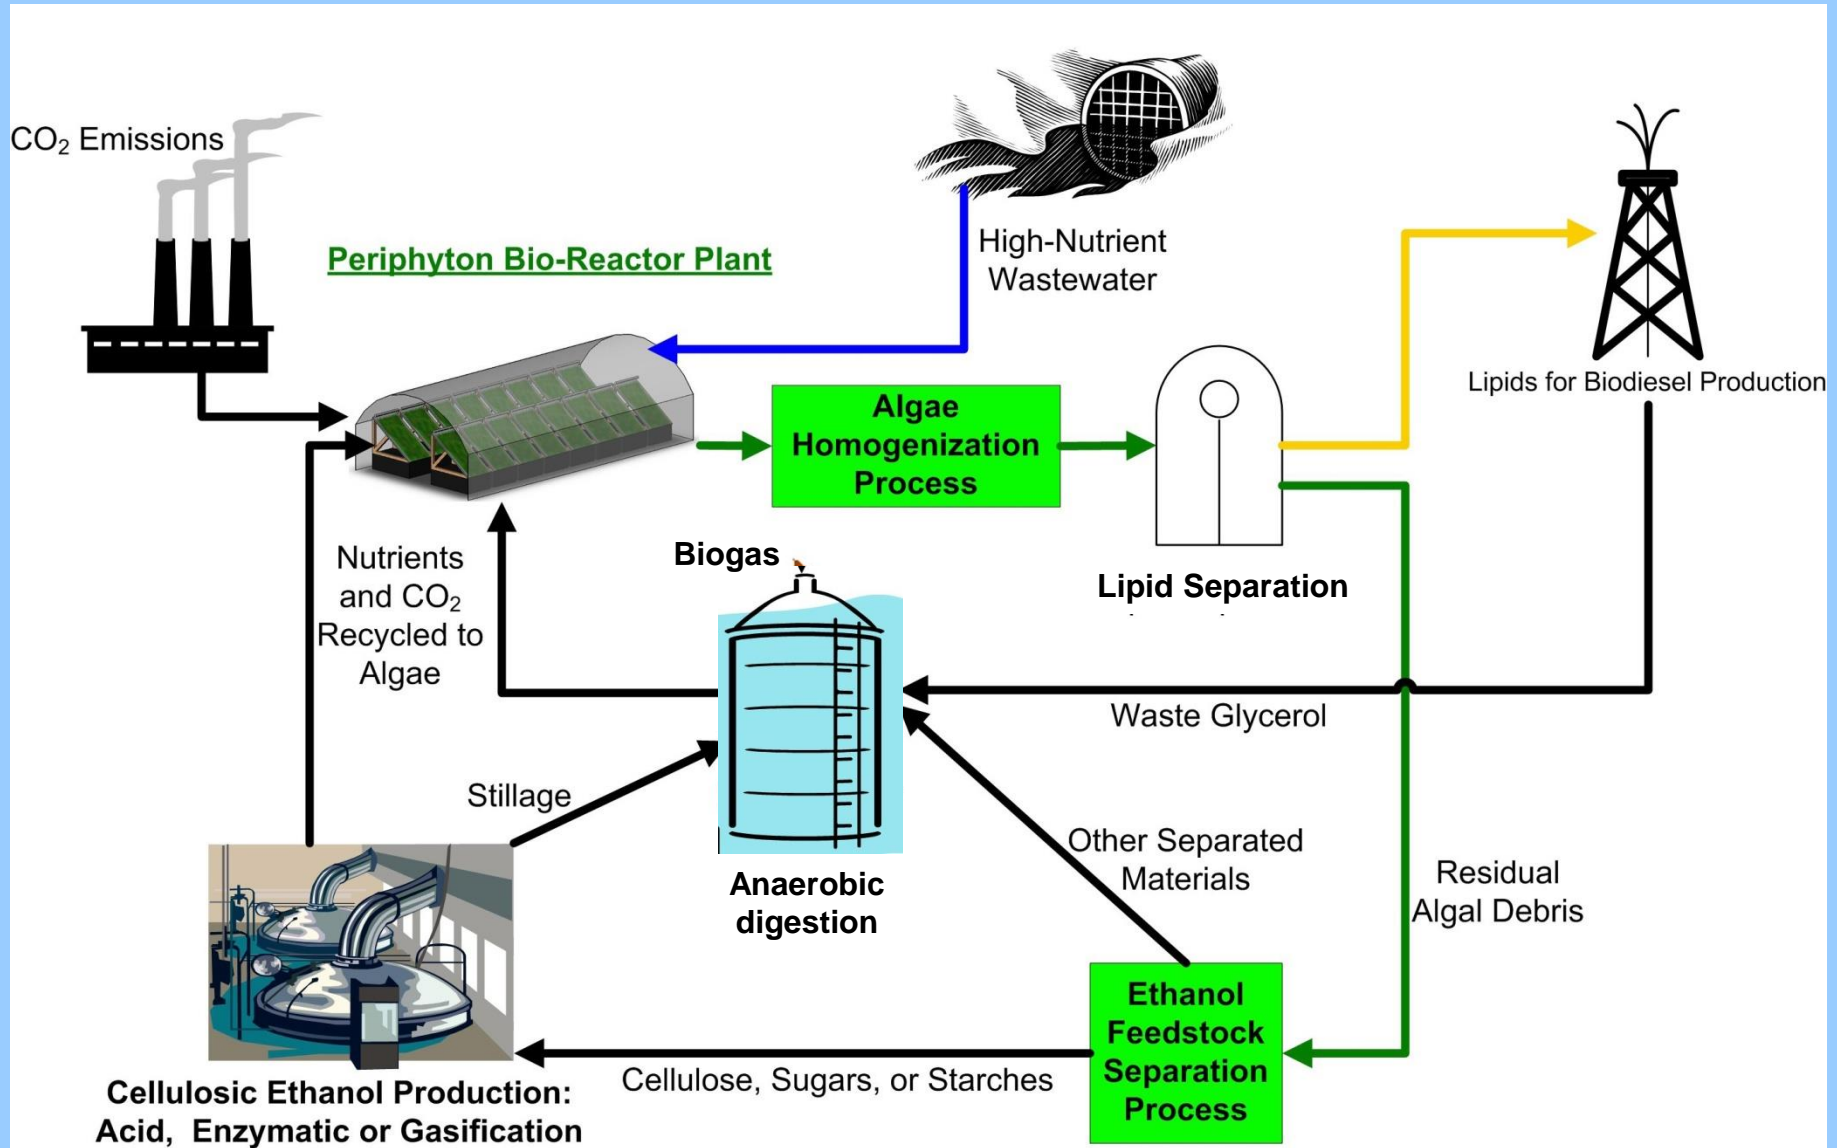 CO₂ Emissions
Periphyton Bio-Reactor Plant
High-Nutrient
Wastewater
Lipids for Biodiesel Production
Algae
Homogenization
Process
Lipid Separation
Biogas
Nutrients
and CO₂
Recycled to
Algae
Waste Glycerol
Stillage
Anaerobic
digestion
Other Separated
Materials
Residual
Algal Debris
Ethanol
Feedstock
Separation
Process
Cellulose, Sugars, or Starches
Cellulosic Ethanol Production:
Acid, Enzymatic or Gasification